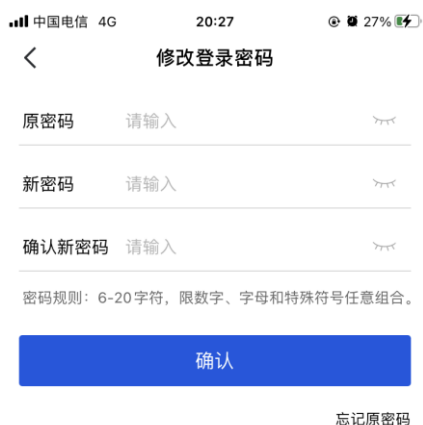 中国电信 4G 20:27 27%
修改登录密码
原密码 请输入
新密码 请输入
确认新密码 请输入
密码规则：6-20字符，限数字、字母和特殊符号任意组合。
确认
忘记原密码